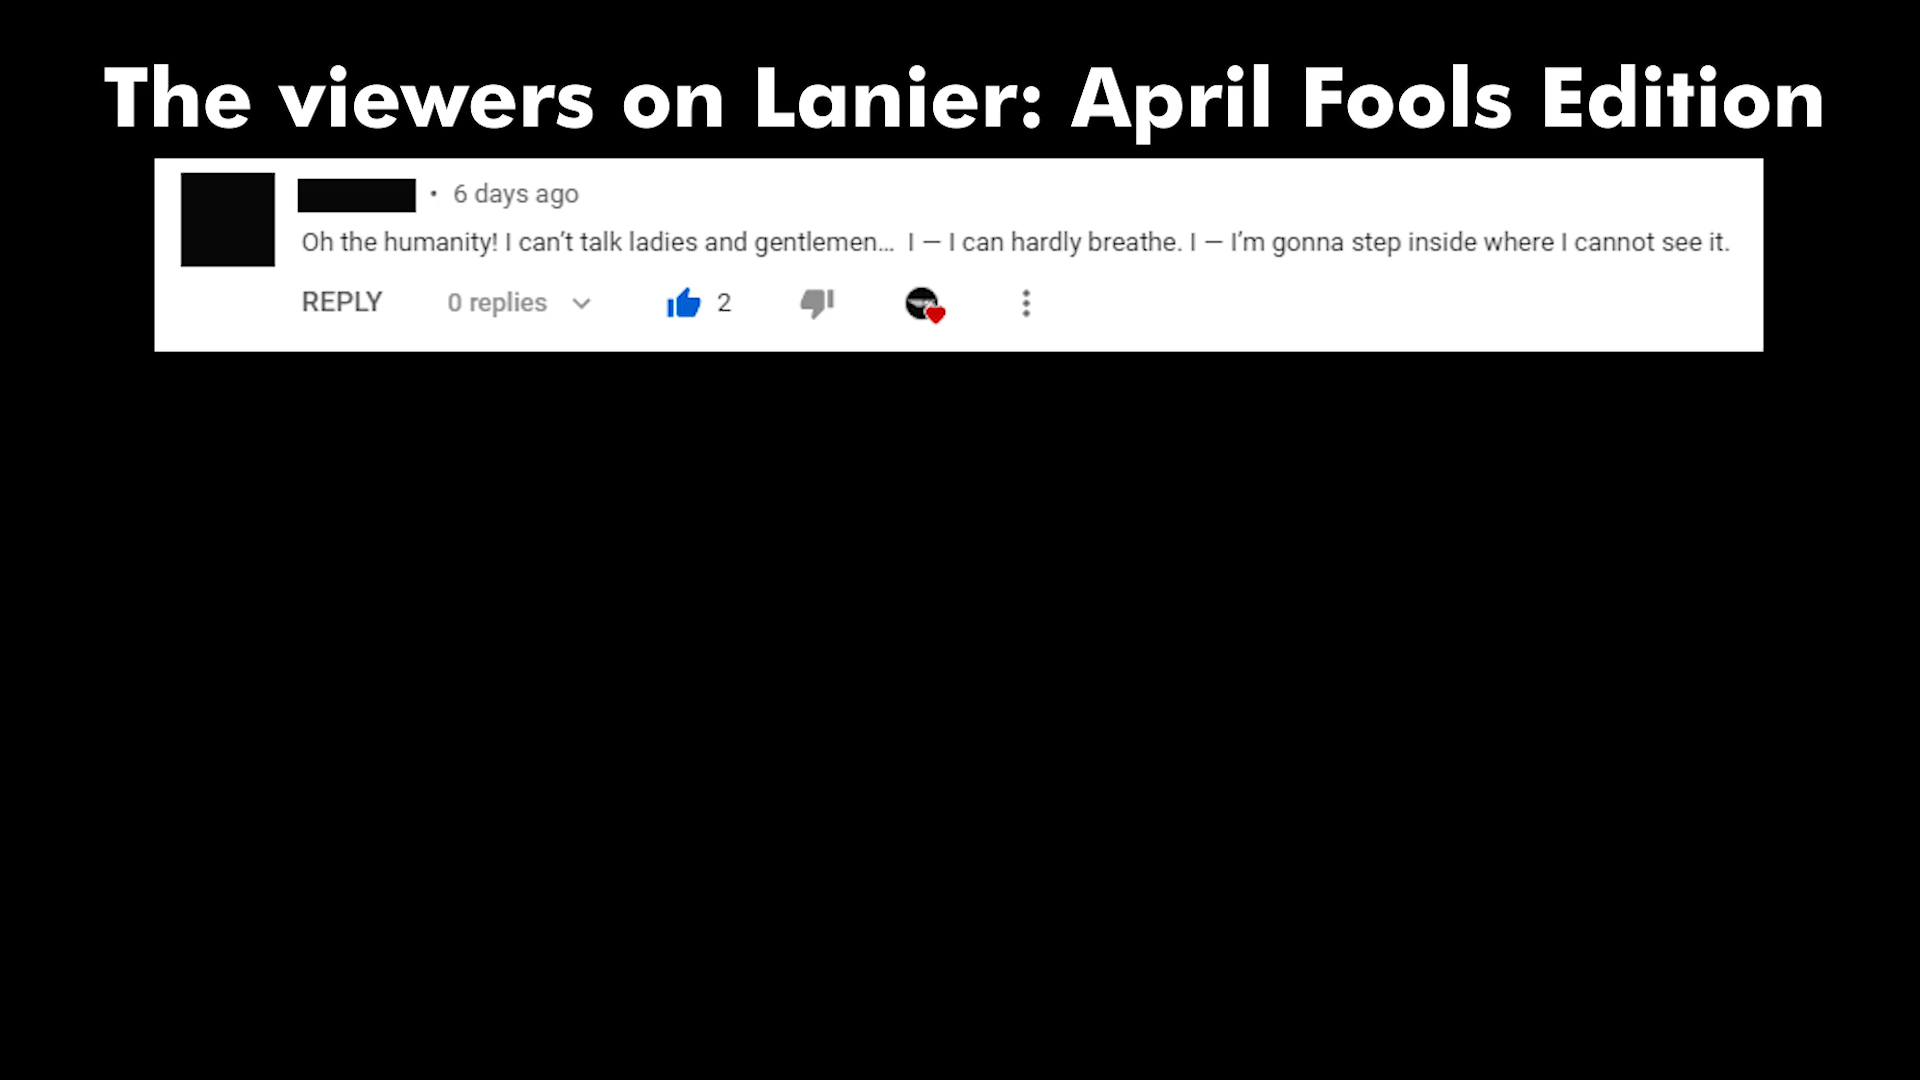 The viewers on Lanier: April Fools Edition
• 6 days ago
Oh the humanity! I can’t talk ladies and gentlemen...  I – I can hardly breathe. I – I’m gonna step inside where I cannot see it.
REPLY 0 replies 2